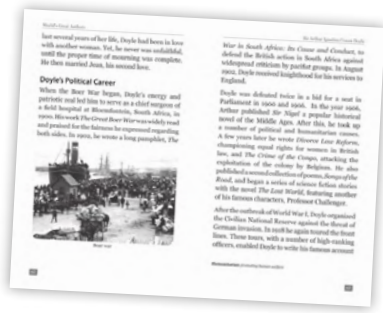 World's Great Authors
last several years of her life, Doyle had been in love
with another woman. Yet, he never was unfaithful,
until the proper time of mourning was complete.
He then married Jean, his second love.
Doyle's Political Career
When the Boer War began, Doyle's energy and
patriotic zeal led him to serve as a chief surgeon of
a field hospital at Bloemfontein, South Africa, in
1900. His work The Great Boer War was widely read
and praised for the fairness he expressed regarding
both sides. In 1902, he wrote a long pamphlet, The
Boer war
Sir Arthur Ignatius Conan Doyle
War in South Africa: Its Cause and Conduct, to
defend the British action in South Africa against
widespread criticism by pacifist groups. In August
1902, Doyle received knighthood for his services to
England.
Doyle was defeated twice in a bid for a seat in
Parliament in 1900 and 1906. In the year 1906,
Arthur published Sir Nigel a popular historical
novel of the Middle Ages. After this, he took up
a number of political and humanitarian causes.
A few years later he wrote Divorce Law Reform,
championing equal rights for women in British
law, and The Crime of the Congo, attacking the
exploitation of the colony by Belgium. He also
published a second collection of poems, Songs of the
Road, and began a series of science fiction stories
with the novel The Lost World, featuring another
of his famous characters, Professor Challenger.
After the outbreak of World War I, Doyle organized
the Civilian National Reserve against the threat of
German invasion. In 1918 he again toured the front
lines. These tours, with a number of high-ranking
officers, enabled Doyle to write his famous account
Humanitarian: